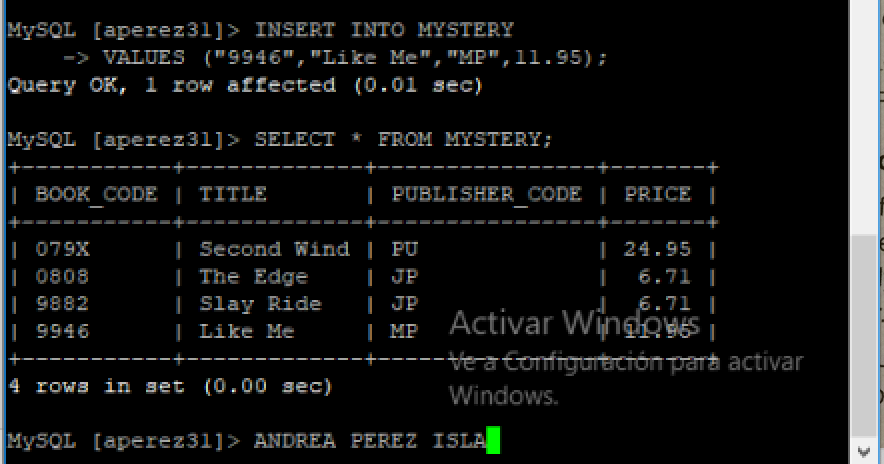 MySQL [aperez31]> INSERT INTO MYSTERY
    -> VALUES ("9946","Like Me","MP",11.95);
Query OK, 1 row affected (0.01 sec)

MySQL [aperez31]> SELECT * FROM MYSTERY;
+-----------+-------------+----------------+-------+
| BOOK_CODE | TITLE       | PUBLISHER_CODE | PRICE |
+-----------+-------------+----------------+-------+
| 079X      | Second Wind | PU             | 24.95 |
| 0808      | The Edge    | JP             |  6.71 |
| 9882      | Slay Ride   | JP             |  6.71 |
| 9946      | Like Me     | MP             | 11.95 |
+-----------+-------------+----------------+-------+
4 rows in set (0.00 sec)

MySQL [aperez31]> ANDREA PEREZ ISLA
Activar Windows
Ve a Configuración para activar
Windows.